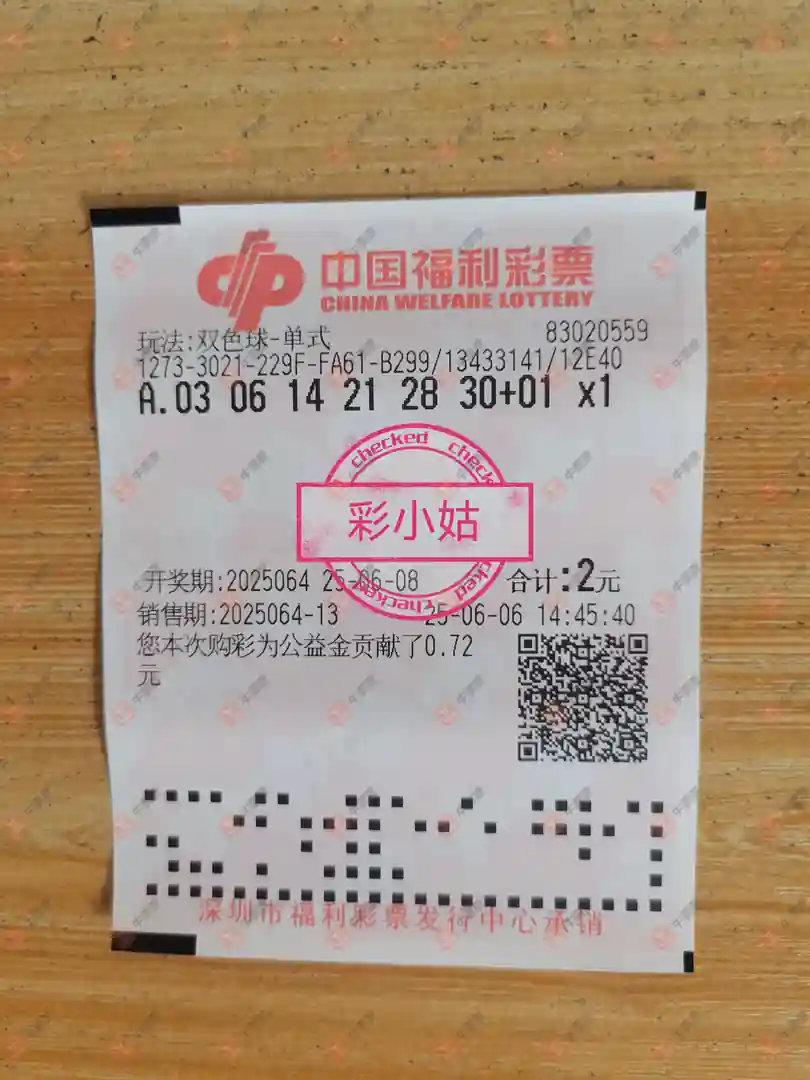 中国福利彩票
CHINA WELFARE LOTTERY
玩法:双色球-单式 83020559
1273-3021-229F-FA61-B299/13433141/12E40
A.03 06 14 21 28 30+01 x1
checked checked
彩小姑
开奖期:2025064 25-06-08 合计:2元
销售期:2025064-13 25-06-06 14:45:40
checked checked
您本次购彩为公益金贡献了0.72
元
深圳市福利彩票发行中心承销